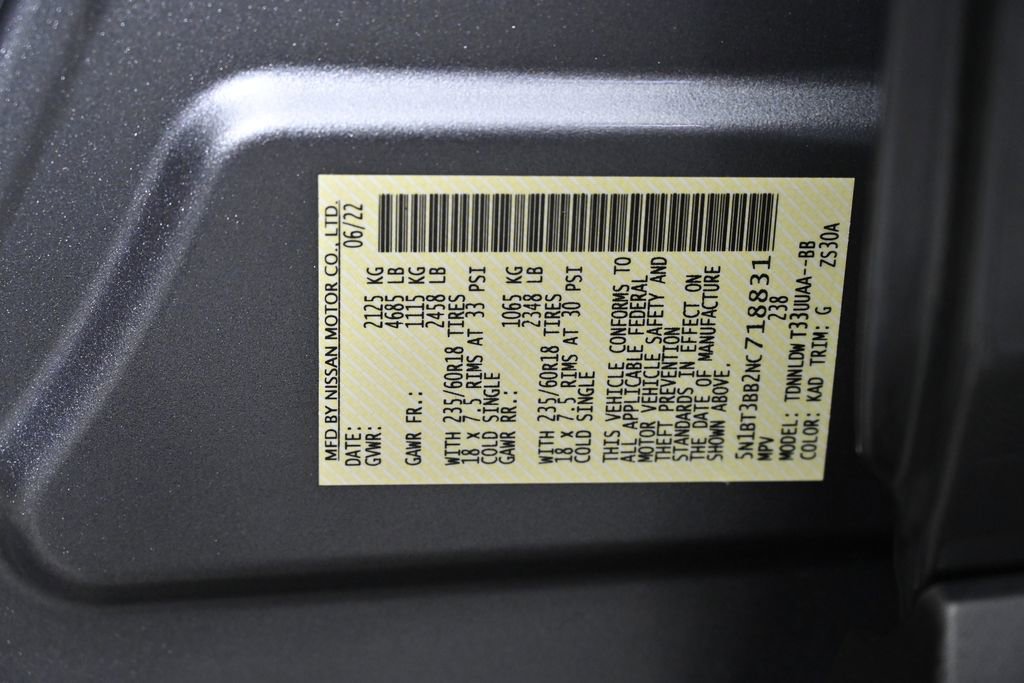 MFD BY NISSAN MOTOR CO., LTD.
DATE: 06/22
GVWR: 2125 KG
4685 LB
GAWR FR.: 1115 KG
2458 LB
WITH 235/60R18 TIRES
18 X 7.5 RIMS AT 33 PSI
COLD SINGLE
GAWR RR.: 1065 KG
2348 LB
WITH 235/60R18 TIRES
18 X 7.5 RIMS AT 30 PSI
COLD SINGLE
THIS VEHICLE CONFORMS TO
ALL APPLICABLE FEDERAL
MOTOR VEHICLE SAFETY AND
THEFT PREVENTION
STANDARDS IN EFFECT ON
THE DATE OF MANUFACTURE
SHOWN ABOVE.
5N1BT3BB2NC718831
MPV 238
MODEL: TDNNLDW T33UUAA--BB
COLOR: KAD TRIM: G ZS30A